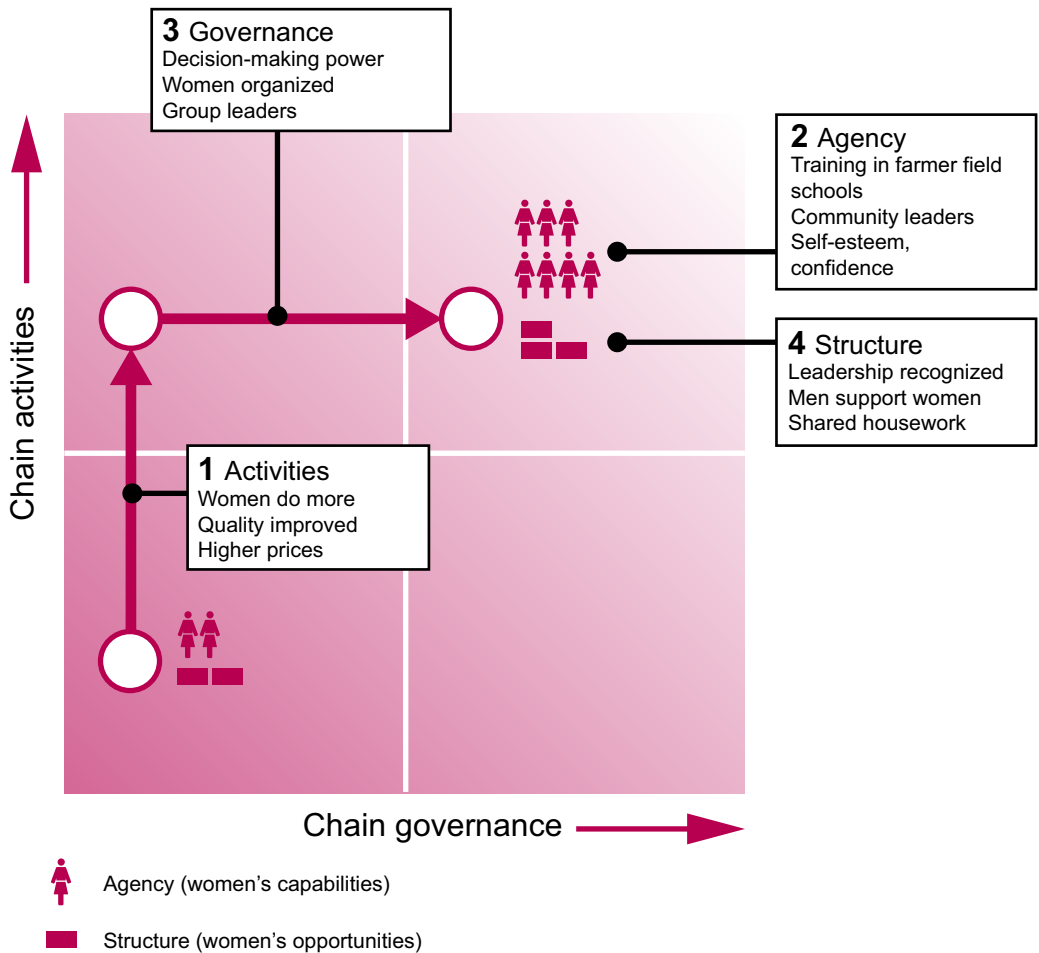 3 Governance
Decision-making power
Women organized
Group leaders
2 Agency
Training in farmer field
schools
Community leaders
Self-esteem,
confidence
4 Structure
Leadership recognized
Men support women
Shared housework
1 Activities
Women do more
Quality improved
Higher prices
Chain activities
Chain governance
Agency (women’s capabilities)
Structure (women’s opportunities)